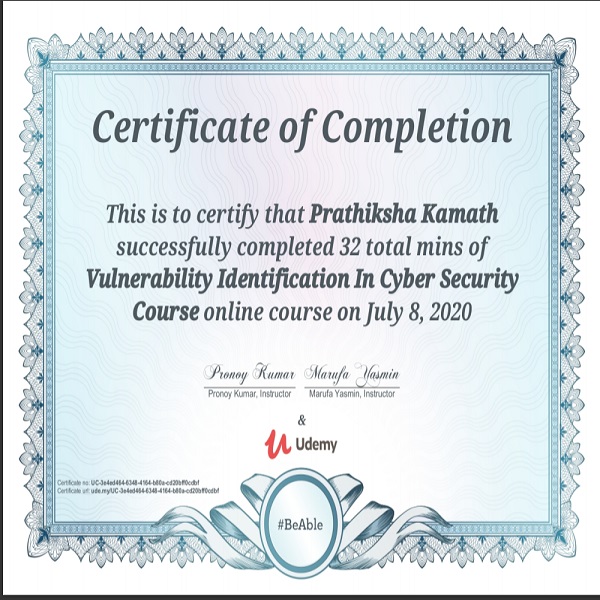 Certificate of Completion
This is to certify that Prathiksha Kamath
successfully completed 32 total mins of
Vulnerability Identification In Cyber Security
Course online course on July 8, 2020
Pronoy Kumar Marufa Yasmin
Pronoy Kumar, Instructor Marufa Yasmin, Instructor
&
Udemy
Certificate no: UC-3e4ed464-6348-4164-b80a-cd20bff0cdbf
Certificate url: ude.my/UC-3e4ed464-6348-4164-b80a-cd20bff0cdbf
#BeAble